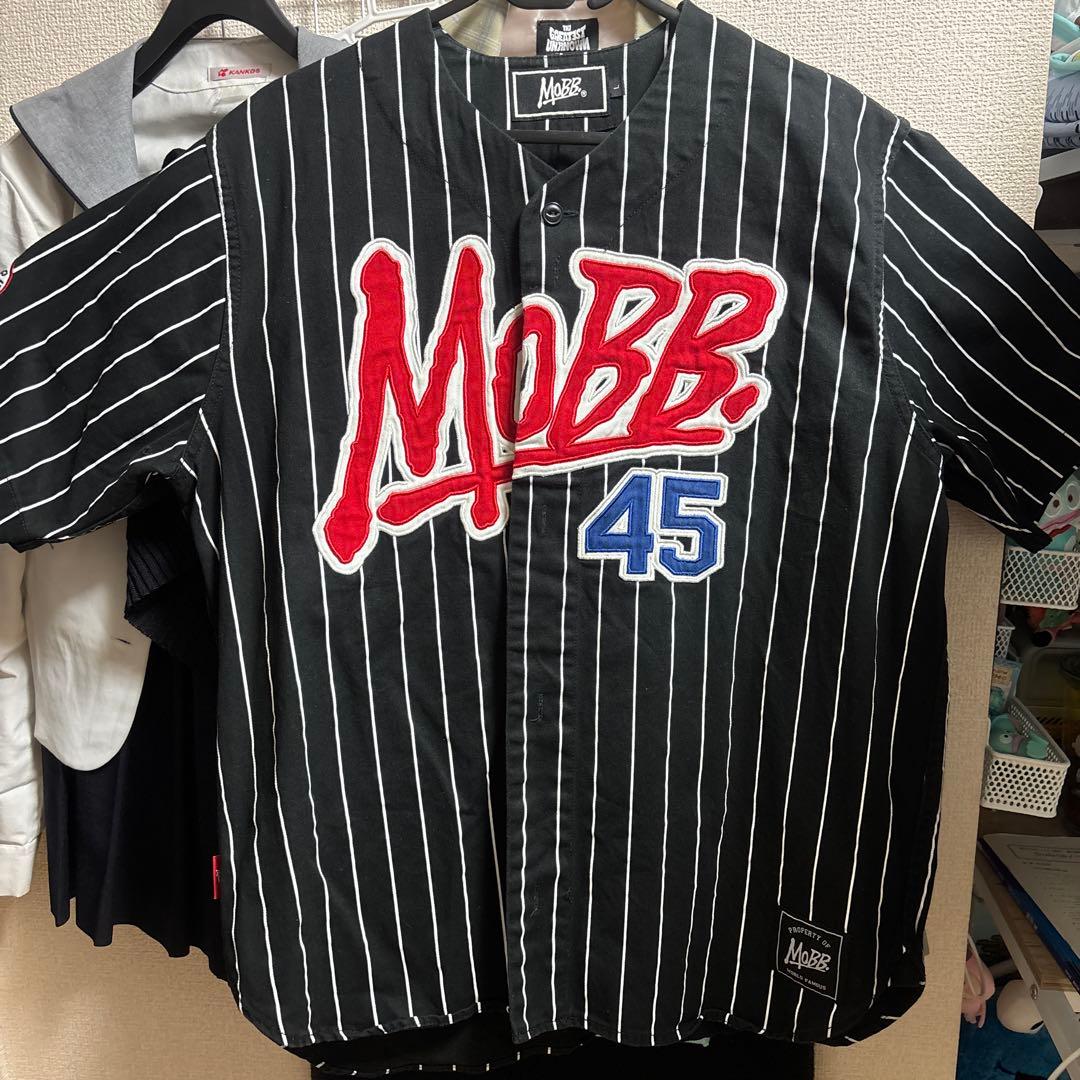 THE
GREATEST
UNKNOWN
KANKO
MoBB.®
L
MoBB.
45
PROPERTY OF
MoBB.
WORLD FAMOUS